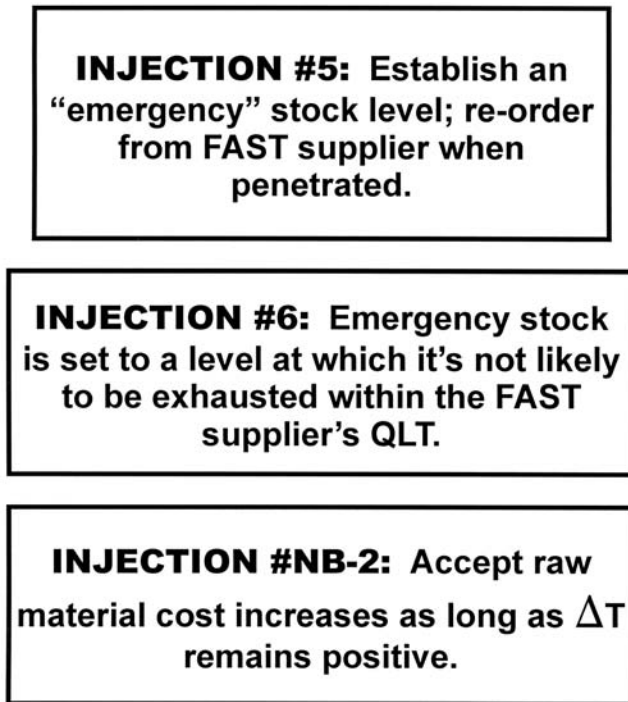 INJECTION #5: Establish an
“emergency” stock level; re-order
from FAST supplier when
penetrated.
INJECTION #6: Emergency stock
is set to a level at which it's not likely
to be exhausted within the FAST
supplier's QLT.
INJECTION #NB-2: Accept raw
material cost increases as long as ΔT
remains positive.